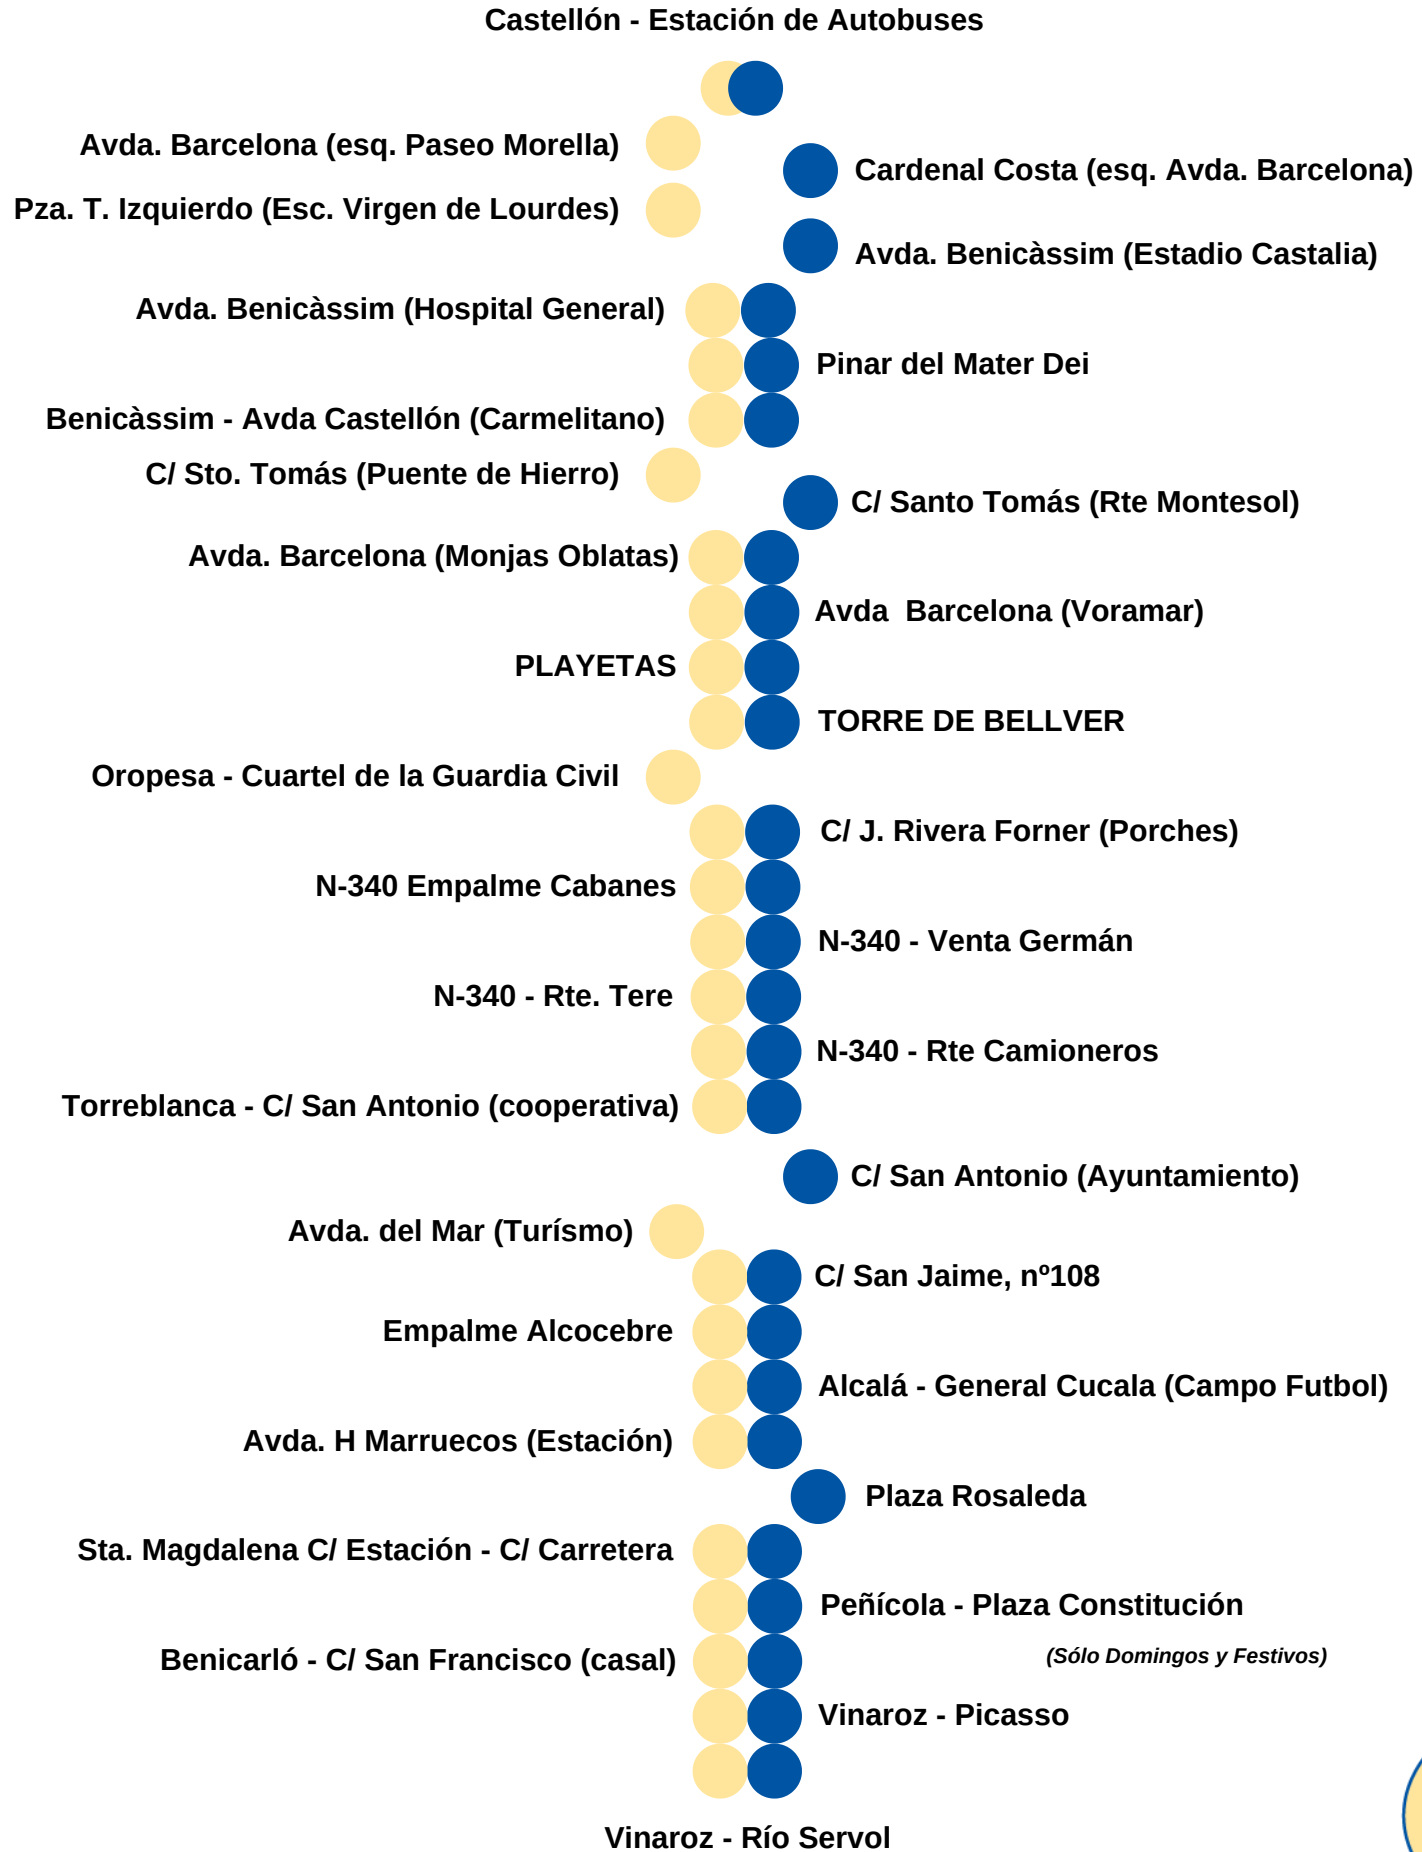 Castellón - Estación de Autobuses
Avda. Barcelona (esq. Paseo Morella)
Cardenal Costa (esq. Avda. Barcelona)
Pza. T. Izquierdo (Esc. Virgen de Lourdes)
Avda. Benicàssim (Estadio Castalia)
Avda. Benicàssim (Hospital General)
Pinar del Mater Dei
Benicàssim - Avda Castellón (Carmelitano)
C/ Sto. Tomás (Puente de Hierro)
C/ Santo Tomás (Rte Montesol)
Avda. Barcelona (Monjas Oblatas)
Avda  Barcelona (Voramar)
PLAYETAS
TORRE DE BELLVER
Oropesa - Cuartel de la Guardia Civil
C/ J. Rivera Forner (Porches)
N-340 Empalme Cabanes
N-340 - Venta Germán
N-340 - Rte. Tere
N-340 - Rte Camioneros
Torreblanca - C/ San Antonio (cooperativa)
C/ San Antonio (Ayuntamiento)
Avda. del Mar (Turísmo)
C/ San Jaime, nº108
Empalme Alcocebre
Alcalá - General Cucala (Campo Futbol)
Avda. H Marruecos (Estación)
Plaza Rosaleda
Sta. Magdalena C/ Estación - C/ Carretera
Peñícola - Plaza Constitución
(Sólo Domingos y Festivos)
Benicarló - C/ San Francisco (casal)
Vinaroz - Picasso
Vinaroz - Río Servol